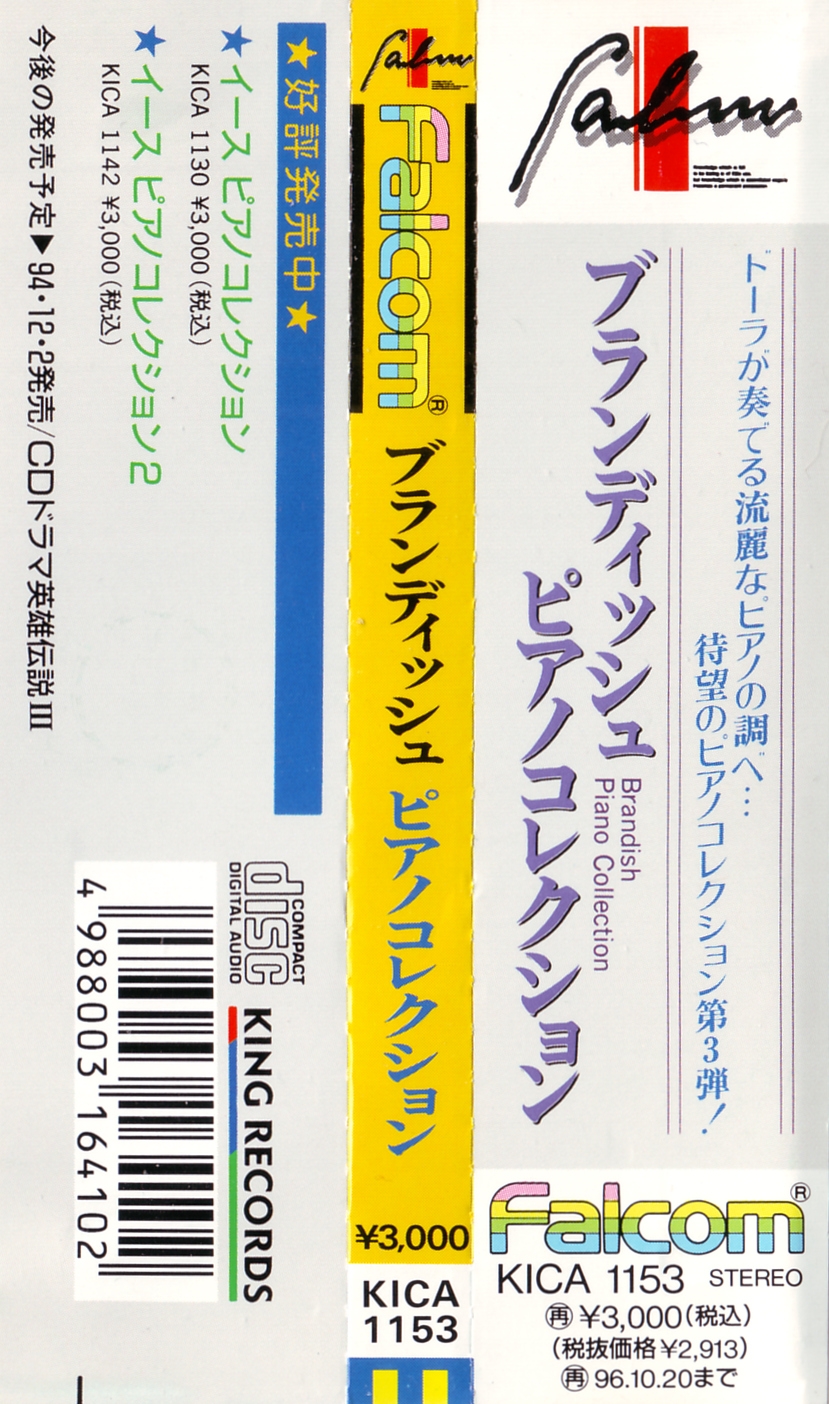 ドーラが奏でる流麗なピアノの調べ…
待望のピアノコレクション第3弾！
ブランディッシュ
ピアノコレクション
Brandish
Piano Collection
Falcom®
KICA 1153 STEREO
㊢¥3,000(税込)
(税抜価格¥2,913)
㊢96.10.20まで
Falcom®
ブランディッシュ ピアノコレクション
¥3,000
KICA
1153
★好評発売中★
★イース ピアノコレクション
KICA 1130 ¥3,000(税込)
★イース ピアノコレクション2
KICA 1142 ¥3,000(税込)
今後の発売予定▶94・12・2発売/CDドラマ英雄伝説III
COMPACT
disc
DIGITAL AUDIO
KING RECORDS
4 988003 164102